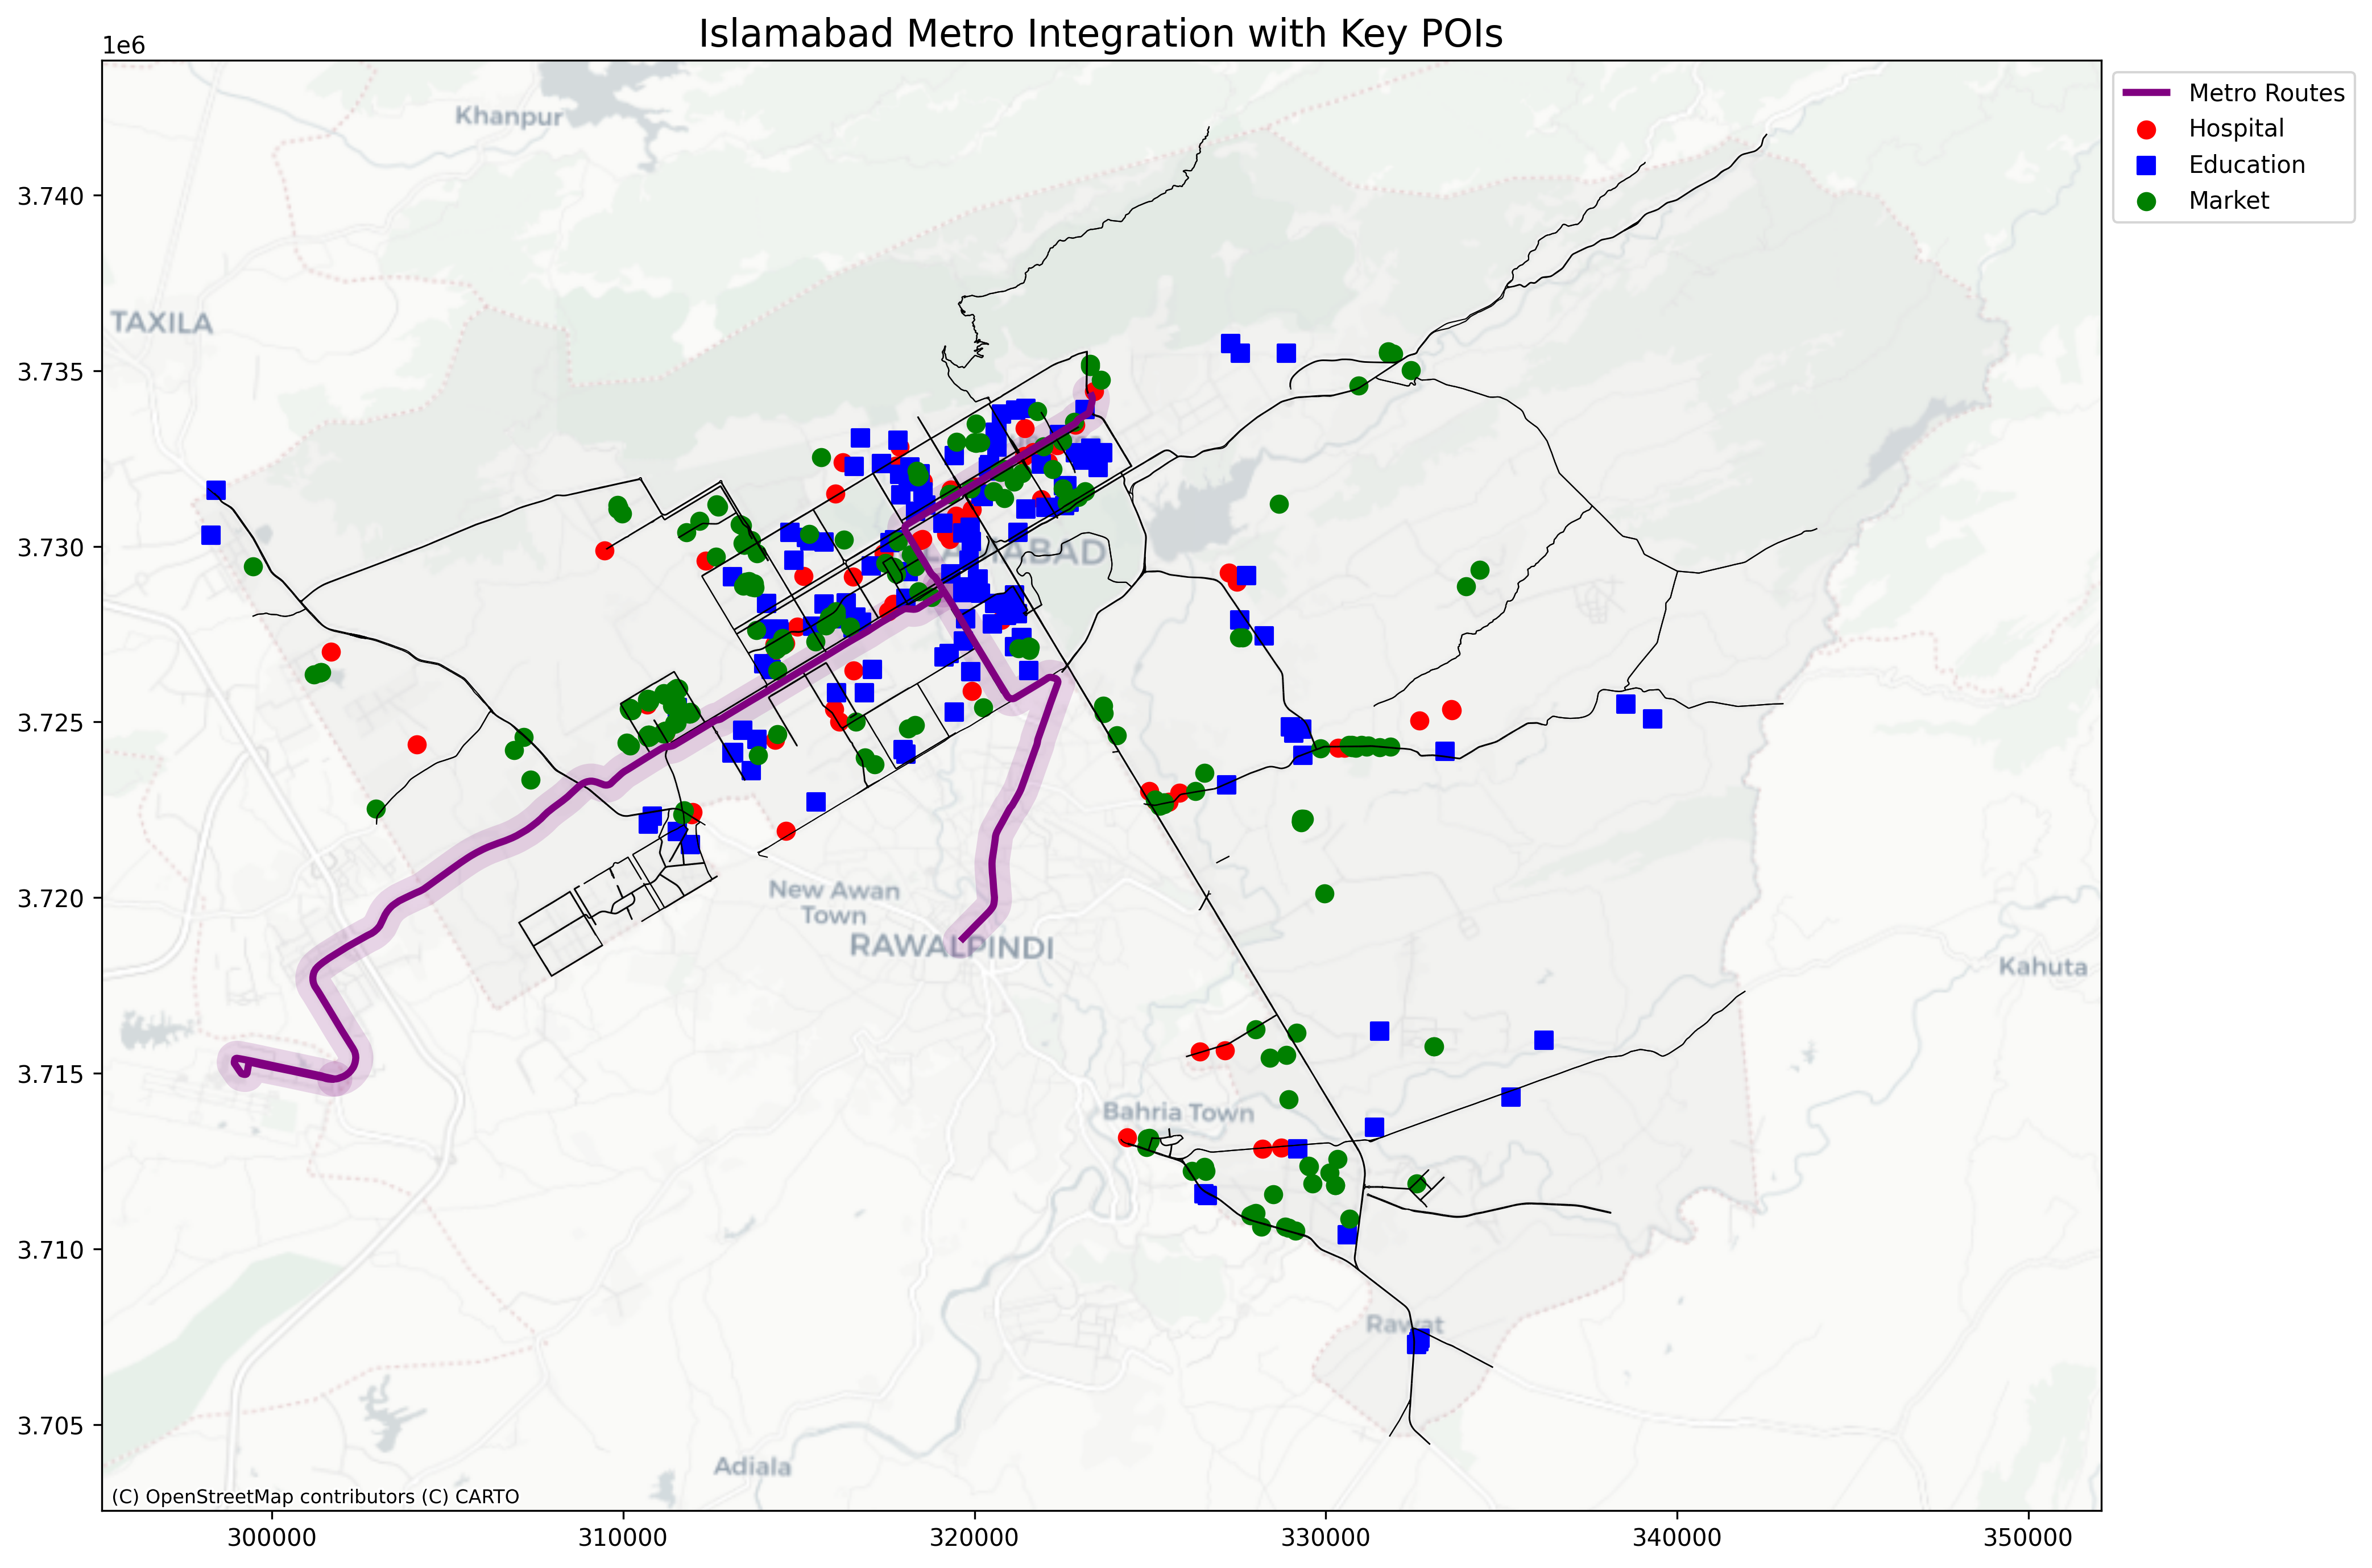 Islamabad Metro Integration with Key POIs
1e6
Metro Routes
Hospital
Education
Market
3.740
3.735
3.730
3.725
3.720
3.715
3.710
3.705
Khanpur
TAXILA
New Awan
Town
RAWALPINDI
Kahuta
Bahria Town
Rawat
Adiala
(C) OpenStreetMap contributors (C) CARTO
300000
310000
320000
330000
340000
350000